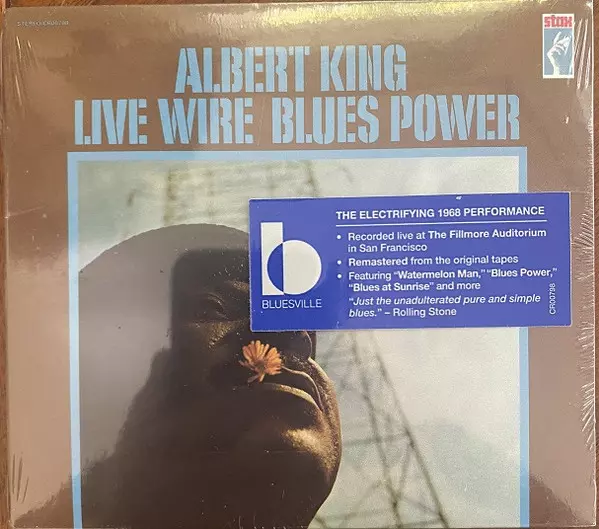 STEREO/CR00798
stax
ALBERT KING
LIVE WIRE BLUES POWER
THE ELECTRIFYING 1968 PERFORMANCE
• Recorded live at The Fillmore Auditorium
in San Francisco
• Remastered from the original tapes
• Featuring “Watermelon Man,” “Blues Power,”
“Blues at Sunrise” and more
“Just the unadulterated pure and simple
blues.” – Rolling Stone
b
BLUESVILLE
CR00798